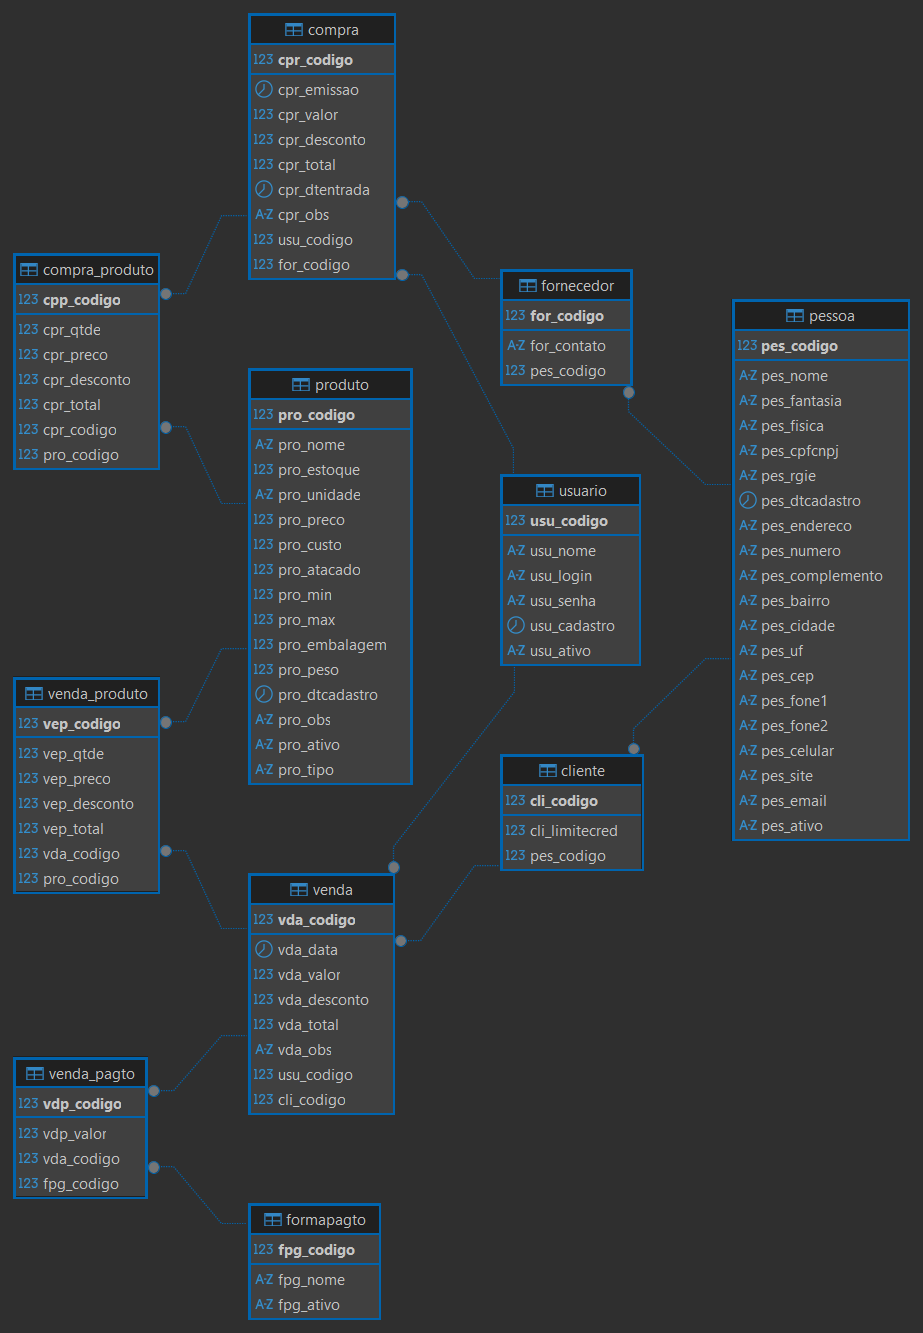 compra
123 cpr_codigo
cpr_emissao
123 cpr_valor
123 cpr_desconto
123 cpr_total
cpr_dtentrada
A-Z cpr_obs
123 usu_codigo
123 for_codigo
compra_produto
123 cpp_codigo
123 cpr_qtde
123 cpr_preco
123 cpr_desconto
123 cpr_total
123 cpr_codigo
123 pro_codigo
fornecedor
123 for_codigo
A-Z for_contato
123 pes_codigo
pessoa
123 pes_codigo
A-Z pes_nome
A-Z pes_fantasia
A-Z pes_fisica
A-Z pes_cpfcnpj
A-Z pes_rgie
pes_dtcadastro
A-Z pes_endereco
A-Z pes_numero
A-Z pes_complemento
A-Z pes_bairro
A-Z pes_cidade
A-Z pes_uf
A-Z pes_cep
A-Z pes_fone1
A-Z pes_fone2
A-Z pes_celular
A-Z pes_site
A-Z pes_email
A-Z pes_ativo
produto
123 pro_codigo
A-Z pro_nome
123 pro_estoque
A-Z pro_unidade
123 pro_preco
123 pro_custo
123 pro_atacado
123 pro_min
123 pro_max
123 pro_embalagem
123 pro_peso
pro_dtcadastro
A-Z pro_obs
A-Z pro_ativo
A-Z pro_tipo
usuario
123 usu_codigo
A-Z usu_nome
A-Z usu_login
A-Z usu_senha
usu_cadastro
A-Z usu_ativo
venda_produto
123 vep_codigo
123 vep_qtde
123 vep_preco
123 vep_desconto
123 vep_total
123 vda_codigo
123 pro_codigo
cliente
123 cli_codigo
123 cli_limitecred
123 pes_codigo
venda
123 vda_codigo
vda_data
123 vda_valor
123 vda_desconto
123 vda_total
A-Z vda_obs
123 usu_codigo
123 cli_codigo
venda_pagto
123 vdp_codigo
123 vdp_valor
123 vda_codigo
123 fpg_codigo
formapagto
123 fpg_codigo
A-Z fpg_nome
A-Z fpg_ativo